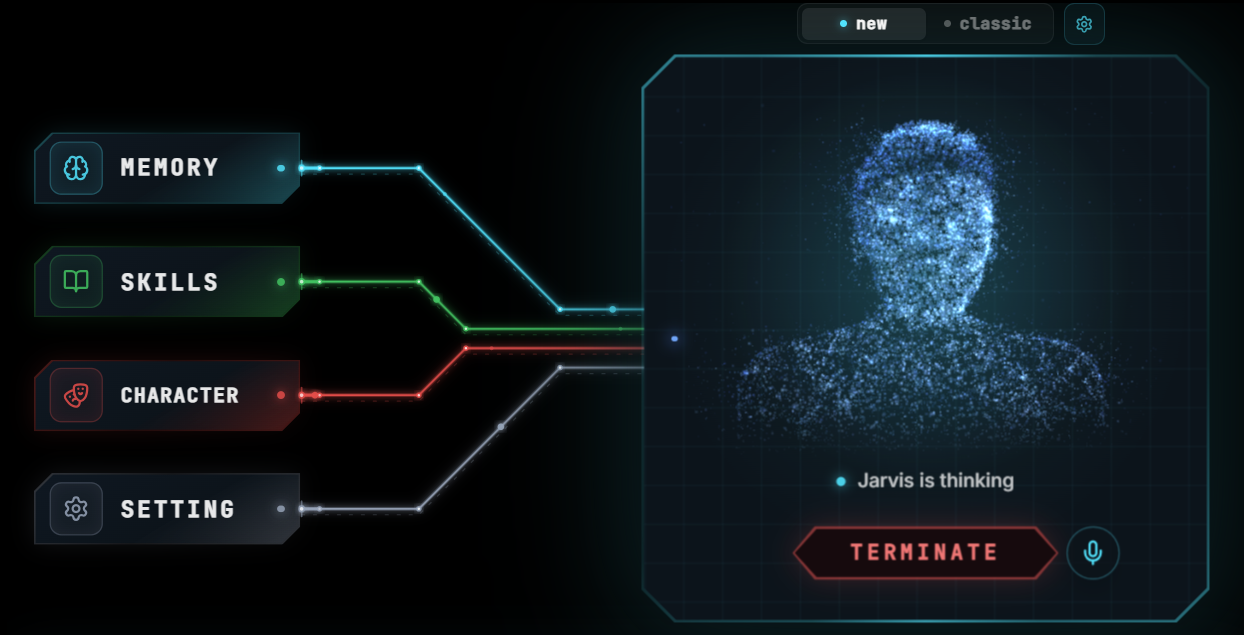 new
classic
MEMORY
SKILLS
CHARACTER
SETTING
Jarvis is thinking
TERMINATE